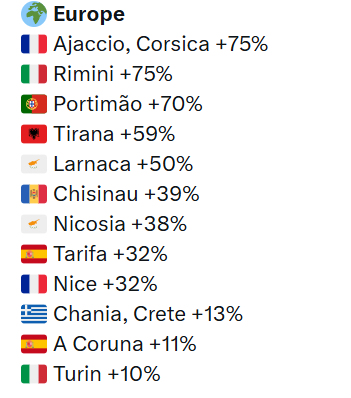 Europe
Ajaccio, Corsica +75%
Rimini +75%
Portimão +70%
Tirana +59%
Larnaca +50%
Chisinau +39%
Nicosia +38%
Tarifa +32%
Nice +32%
Chania, Crete +13%
A Coruna +11%
Turin +10%